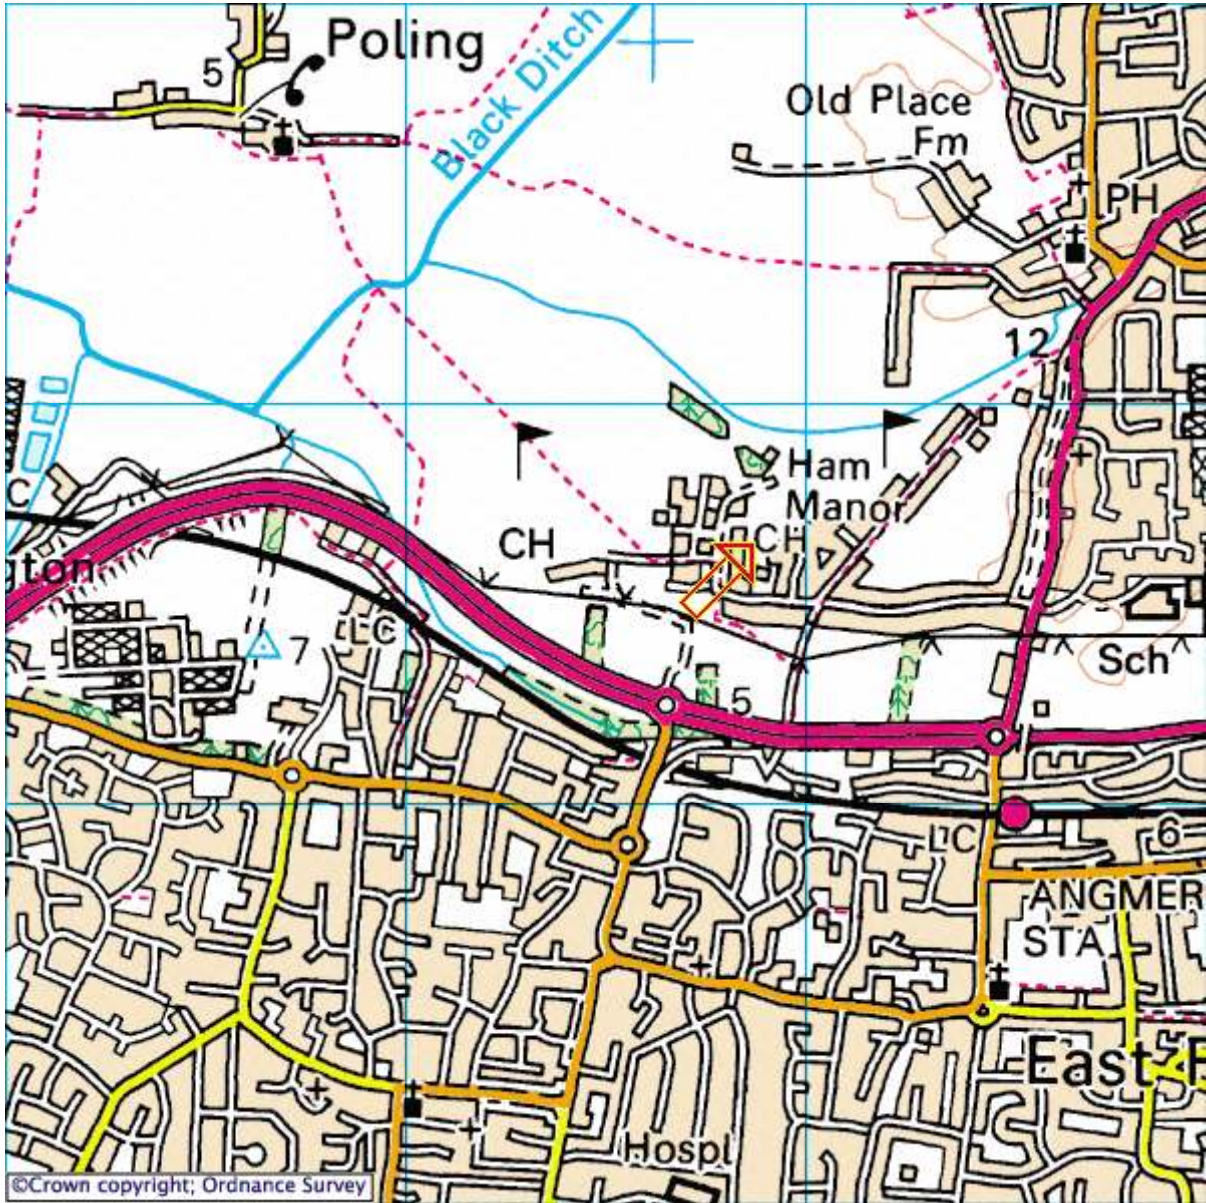 Poling
5
Black Ditch
Old Place
Fm
PH
12
Ham
Manor
C
CH
CH
gton
LC
7
Sch
5
LC
6
ANGMER
STA
East
Hospl
©Crown copyright; Ordnance Survey